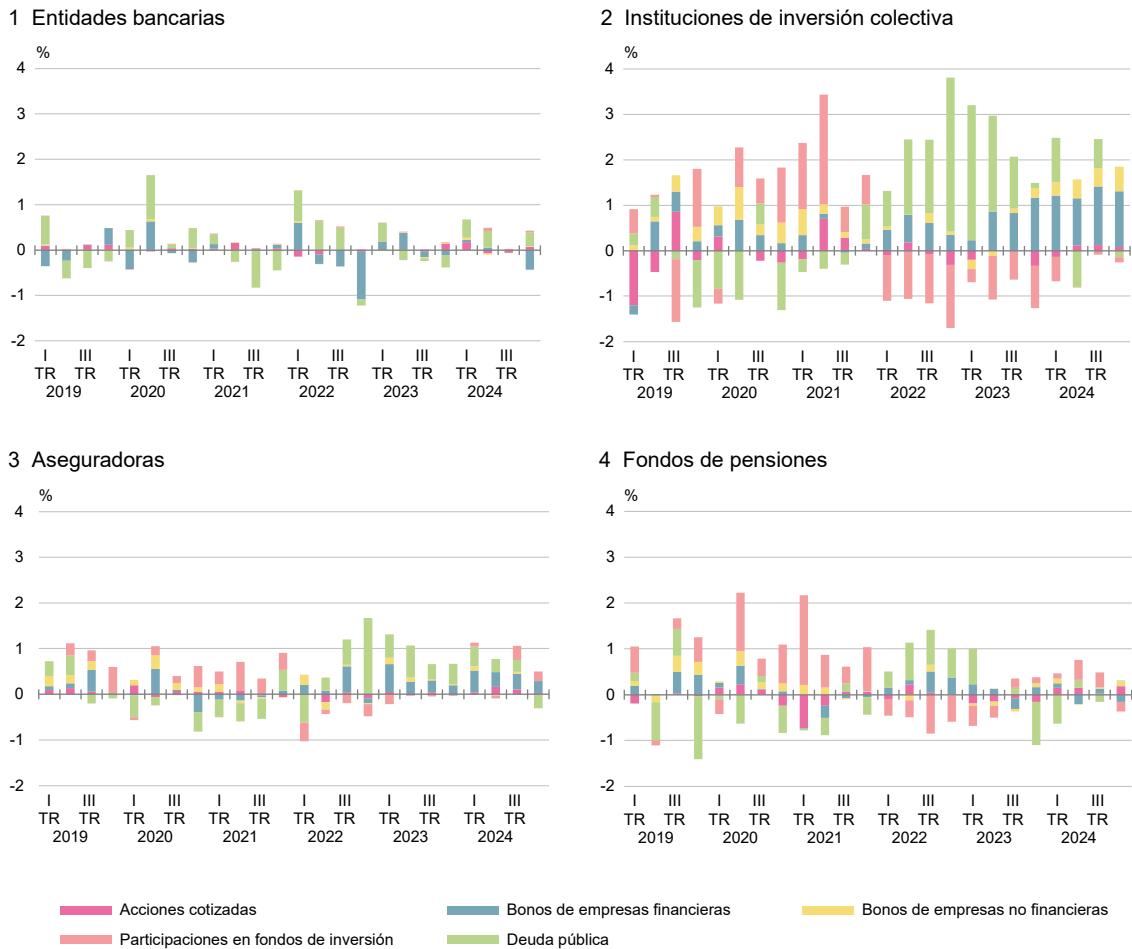 1 Entidades bancarias
%
4
3
2
1
0
-1
-2
I III I III I III I III I III I III
TR TR TR TR TR TR TR TR TR TR TR TR
2019 2020 2021 2022 2023 2024
2 Instituciones de inversión colectiva
%
4
3
2
1
0
-1
-2
I III I III I III I III I III I III
TR TR TR TR TR TR TR TR TR TR TR TR
2019 2020 2021 2022 2023 2024
3 Aseguradoras
%
4
3
2
1
0
-1
-2
I III I III I III I III I III I III
TR TR TR TR TR TR TR TR TR TR TR TR
2019 2020 2021 2022 2023 2024
4 Fondos de pensiones
%
4
3
2
1
0
-1
-2
I III I III I III I III I III I III
TR TR TR TR TR TR TR TR TR TR TR TR
2019 2020 2021 2022 2023 2024
Acciones cotizadas
Bonos de empresas financieras
Bonos de empresas no financieras
Participaciones en fondos de inversión
Deuda pública